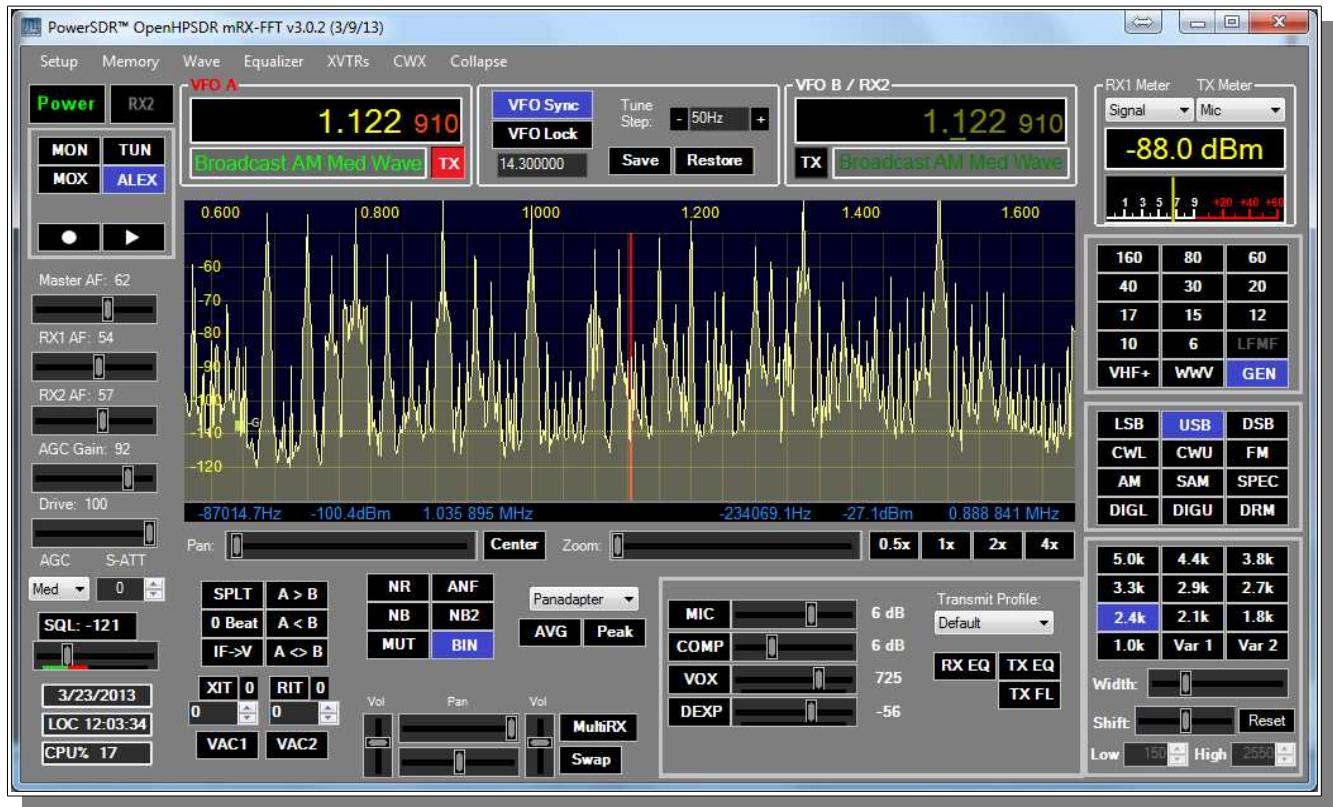 PowerSDR™ OpenHPSDR mRX-FFT v3.0.2 (3/9/13)
Setup Memory Wave Equalizer XVTRs CWX Collapse
Power RX2
MON TUN
MOX ALEX
VFO A
1.122 910
Broadcast AM Med Wave TX
VFO Sync
VFO Lock
14.300000
Tune Step: - 50Hz +
Save Restore
VFO B / RX2
1.122 910
TX Broadcast AM Med Wave
RX1 Meter TX Meter
Signal Mic
-88.0 dBm
1 3 5 7 9 +20 +40 +60
Master AF: 62
RX1 AF: 54
RX2 AF: 57
AGC Gain: 92
Drive: 100
AGC S-ATT
Med 0
SQL: -121
3/23/2013
LOC 12:03:34
CPU% 17
0.600 0.800 1.000 1.200 1.400 1.600
-60
-70
-80
-90
-100
-G
-110
-120
-87014.7Hz -100.4dBm 1.035 895 MHz -234069.1Hz -27.1dBm 0.888 841 MHz
Pan: Center Zoom: 0.5x 1x 2x 4x
160 80 60
40 30 20
17 15 12
10 6 LFMF
VHF+ WWV GEN
LSB USB DSB
CWL CWU FM
AM SAM SPEC
DIGL DIGU DRM
5.0k 4.4k 3.8k
3.3k 2.9k 2.7k
2.4k 2.1k 1.8k
1.0k Var 1 Var 2
Width:
Shift: Reset
Low 150 High 2550
SPLT A > B
0 Beat A < B
IF->V A <> B
XIT 0 RIT 0
0 0
VAC1 VAC2
NR ANF
NB NB2
MUT BIN
Panadapter
AVG Peak
Vol Pan Vol
MultiRX
Swap
MIC 6 dB
COMP 6 dB
VOX 725
DEXP -56
Transmit Profile:
Default
RX EQ TX EQ
TX FL